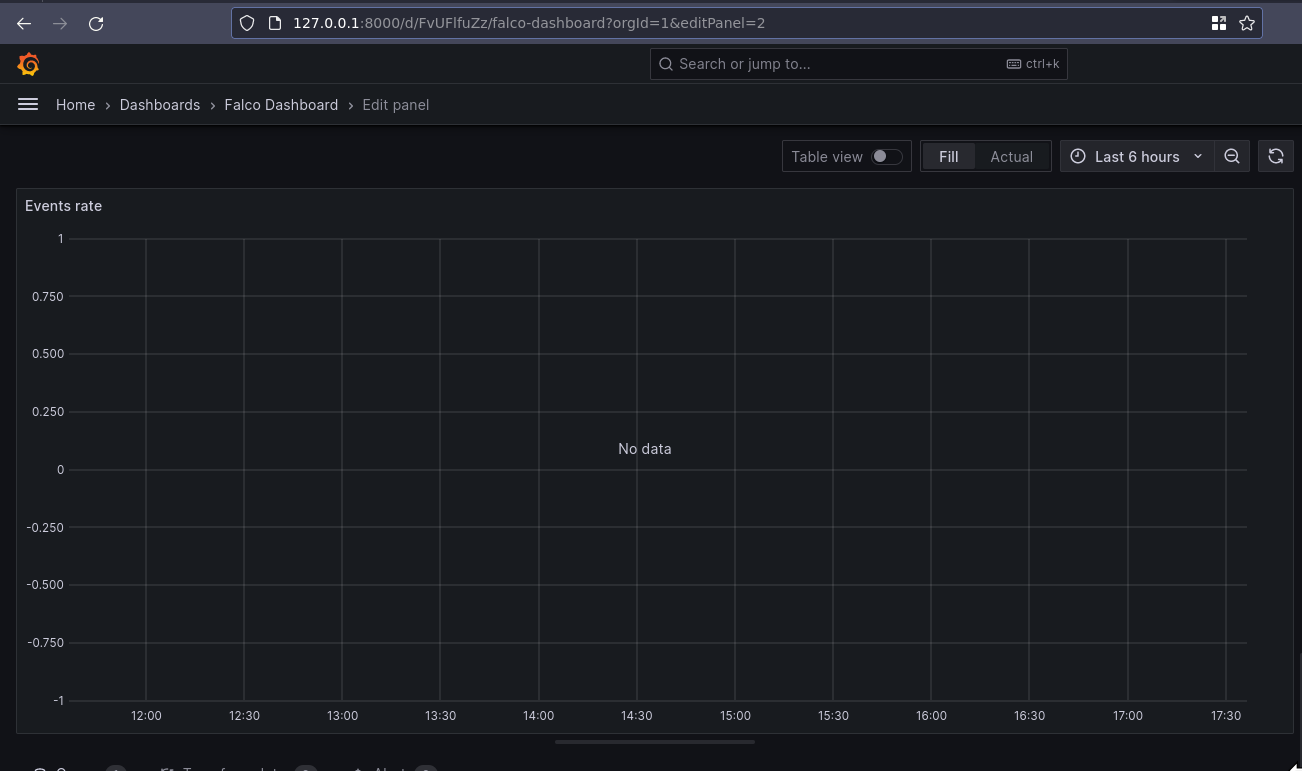 127.0.0.1:8000/d/FvUFlfuZz/falco-dashboard?orgId=1&editPanel=2
Search or jump to... ctrl+k
Home › Dashboards › Falco Dashboard › Edit panel
Table view Fill Actual Last 6 hours
Events rate
1
0.750
0.500
0.250
No data
0
-0.250
-0.500
-0.750
-1
12:00 12:30 13:00 13:30 14:00 14:30 15:00 15:30 16:00 16:30 17:00 17:30